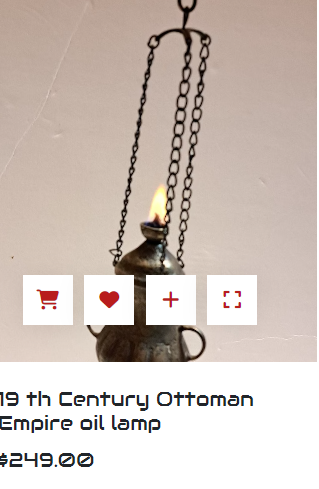 19 th Century Ottoman
Empire oil lamp
$249.00